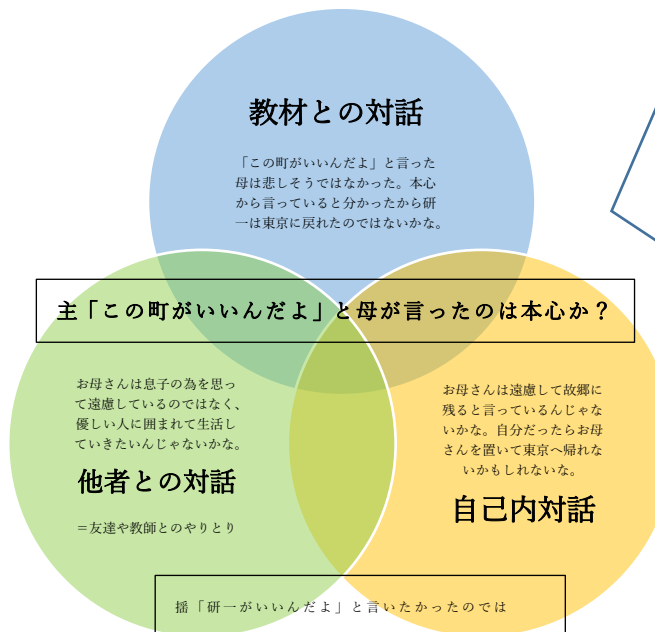 教材との対話
「この町がいいんだよ」と言った
母は悲しそうではなかった。本心
から言っていると分かったから研
一は東京に戻れたのではないかな。
主「この町がいいんだよ」と母が言ったのは本心か？
お母さんは息子の為を思っ
て遠慮しているのではなく、
優しい人に囲まれて生活し
ていきたいんじゃないかな。
他者との対話
＝友達や教師とのやりとり
お母さんは遠慮して故郷に
残ると言っているんじゃな
いかな。自分だったらお母
さんを置いて東京へ帰れな
いかもしれないな。
自己内対話
揺「研一がいいんだよ」と言いたかったのでは